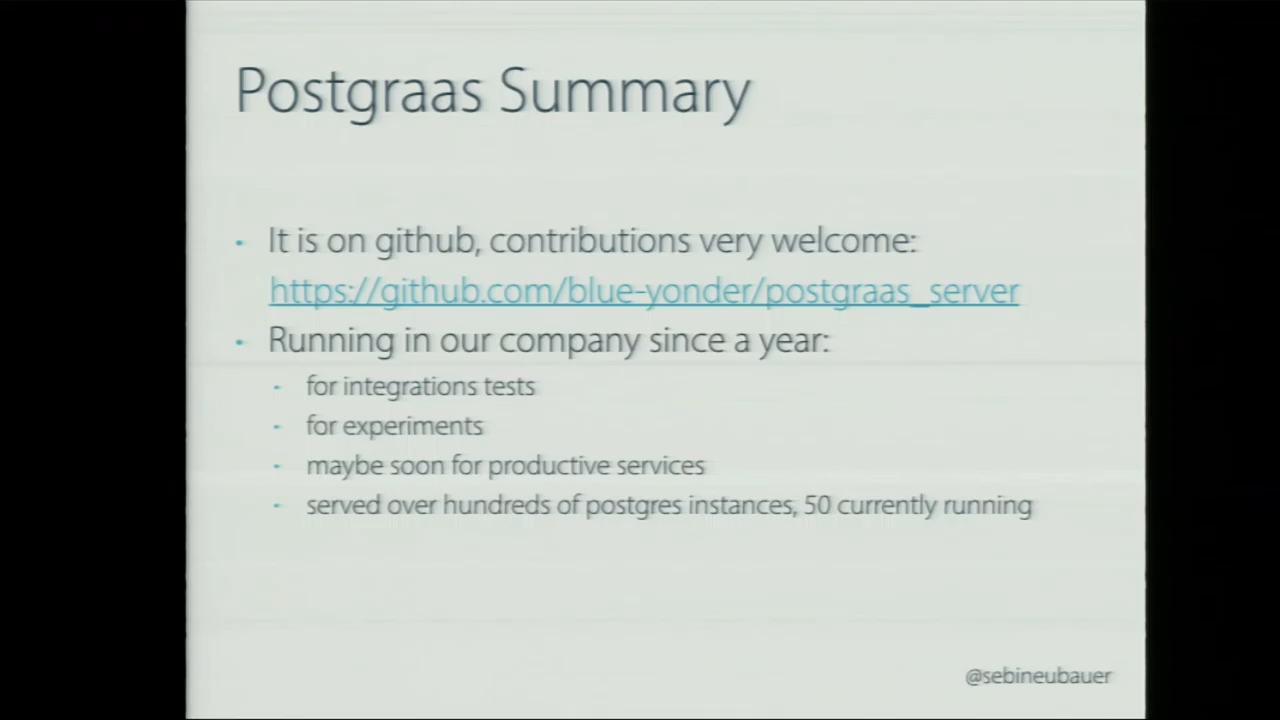 Postgraas Summary
• It is on github, contributions very welcome:
https://github.com/blue-yonder/postgraas_server
• Running in our company since a year:
- for integrations tests
- for experiments
- maybe soon for productive services
- served over hundreds of postgres instances, 50 currently running
@sebineubauer